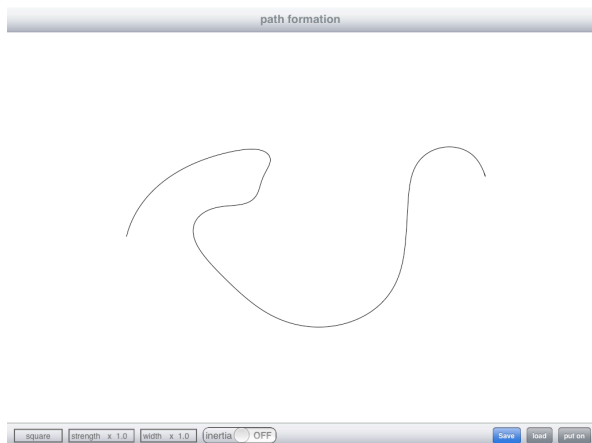 path formation
square strength x 1.0 width x 1.0 inertia OFF Save load put on